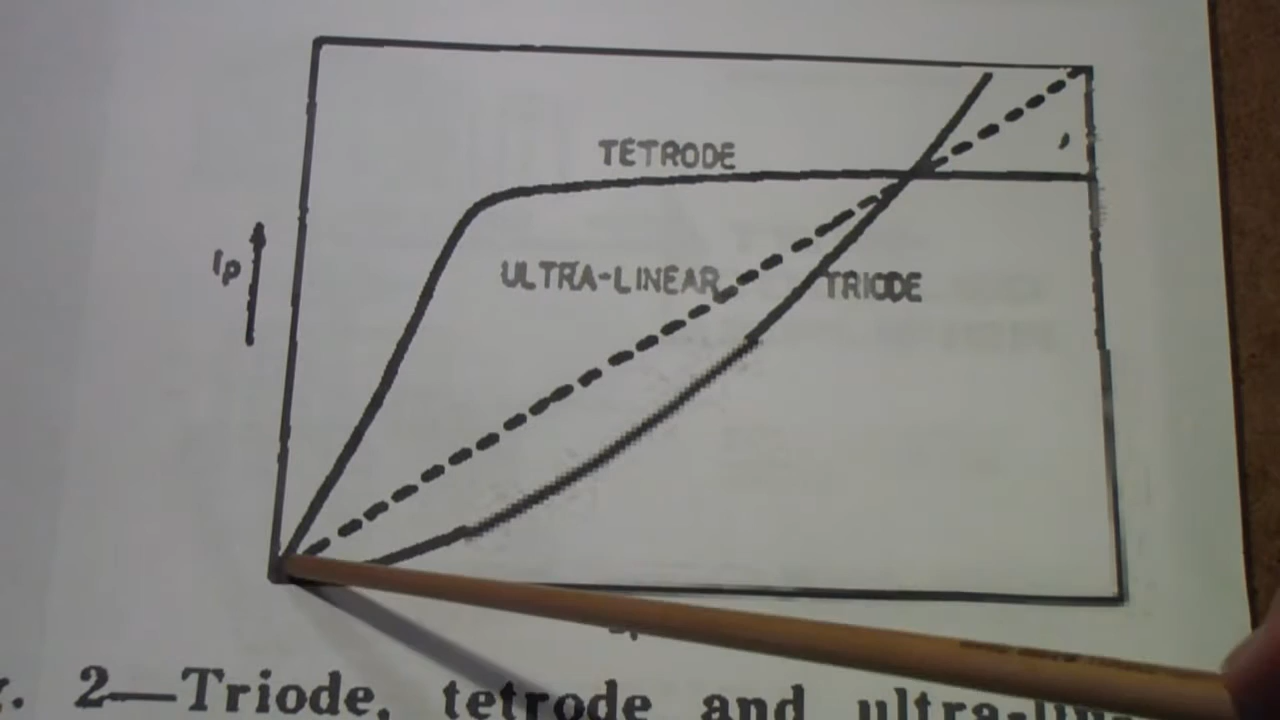 TETRODE
Ip
ULTRA-LINEAR
TRIODE
2—Triode, tetrode and